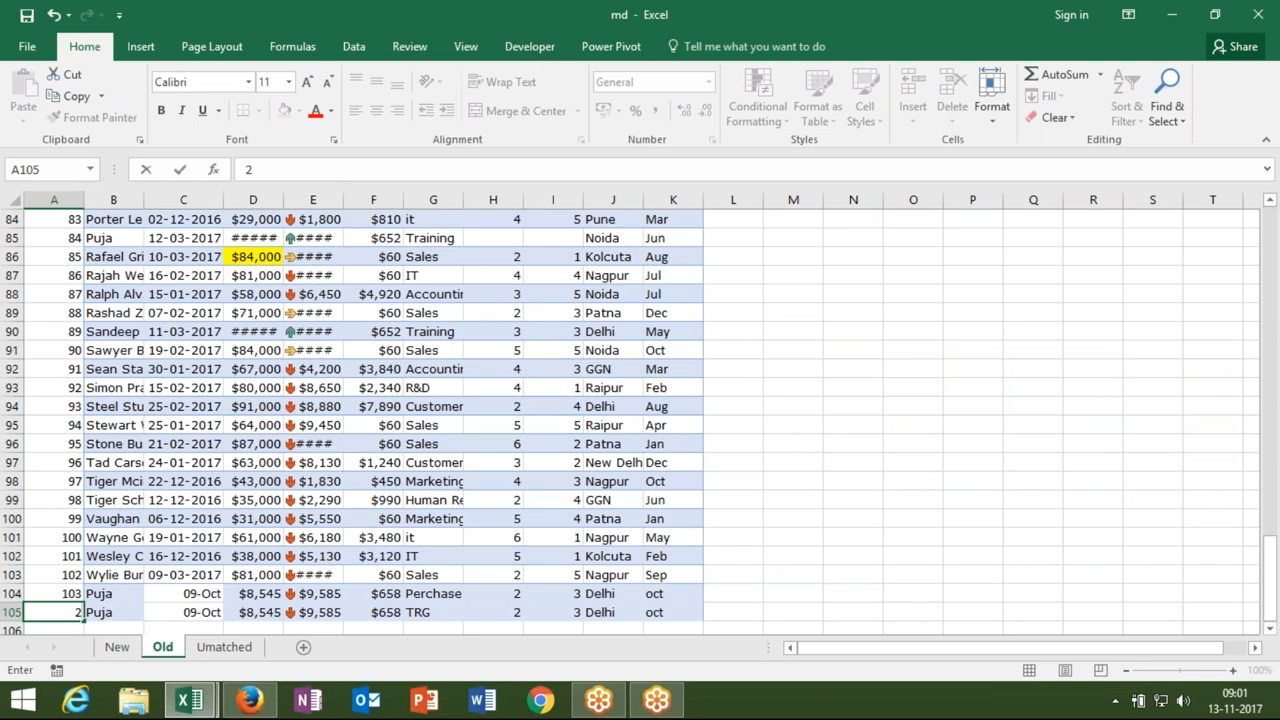 md - Excel
Sign in
File Home Insert Page Layout Formulas Data Review View Developer Power Pivot Tell me what you want to do Share
Cut Calibri 11 Wrap Text General AutoSum
Copy Merge & Center Fill
Paste Format Painter Conditional Formatting Format as Table Cell Styles Insert Delete Format Clear Sort & Filter Find & Select
Clipboard Font Alignment Number Styles Cells Editing
A105 fx 2
A B C D E F G H I J K L M N O P Q R S T
84 83 Porter Le 02-12-2016 $29,000 $1,800 $810 it 4 5 Pune Mar
85 84 Puja 12-03-2017 ##### #### $652 Training Noida Jun
86 85 Rafael Gri 10-03-2017 $84,000 #### $60 Sales 2 1 Kolcuta Aug
87 86 Rajah We 16-02-2017 $81,000 #### $60 IT 4 4 Nagpur Jul
88 87 Ralph Alv 15-01-2017 $58,000 $6,450 $4,920 Accountin 3 5 Noida Jul
89 88 Rashad Z 07-02-2017 $71,000 #### $60 Sales 2 3 Patna Dec
90 89 Sandeep 11-03-2017 ##### #### $652 Training 3 3 Delhi May
91 90 Sawyer B 19-02-2017 $84,000 #### $60 Sales 5 5 Noida Oct
92 91 Sean Sta 30-01-2017 $67,000 $4,200 $3,840 Accountin 4 3 GGN Mar
93 92 Simon Pra 15-02-2017 $80,000 $8,650 $2,340 R&D 4 1 Raipur Feb
94 93 Steel Stu 25-02-2017 $91,000 $8,880 $7,890 Customer 2 4 Delhi Aug
95 94 Stewart 25-02-2017 $64,000 $9,450 $60 Sales 5 5 Raipur Apr
96 95 Stone Bu 21-02-2017 $87,000 #### $60 Sales 6 2 Patna Jan
97 96 Tad Cars 24-01-2017 $63,000 $8,130 $1,240 Customer 3 2 New Delh Dec
98 97 Tiger Mci 22-12-2016 $43,000 $1,830 $450 Marketing 4 3 Nagpur Oct
99 98 Tiger Sch 12-12-2016 $35,000 $2,290 $990 Human Re 2 4 GGN Jun
100 99 Vaughan 06-12-2016 $31,000 $5,550 $60 Marketing 5 4 Patna Jan
101 100 Wayne G 19-01-2017 $61,000 $6,180 $3,480 it 6 1 Nagpur May
102 101 Wesley C 16-12-2016 $38,000 $5,130 $3,120 IT 5 1 Kolcuta Feb
103 102 Wylie Bur 09-03-2017 $81,000 #### $60 Sales 2 5 Nagpur Sep
104 103 Puja 09-Oct $8,545 $9,585 $658 Perchase 2 3 Delhi oct
105 2 Puja 09-Oct $8,545 $9,585 $658 TRG 2 3 Delhi oct
106
New Old Umatched
Enter 100%
09:01
13-11-2017